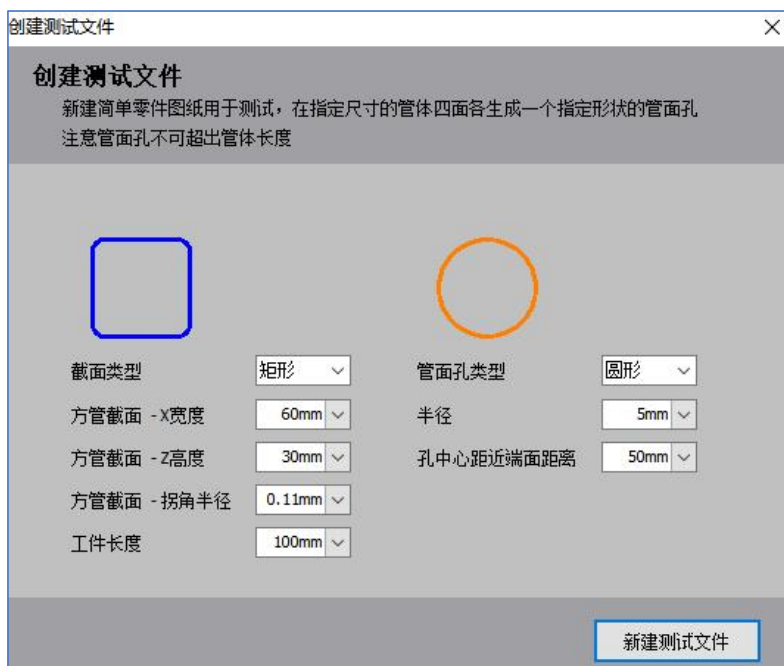 创建测试文件
创建测试文件
新建简单零件图纸用于测试，在指定尺寸的管体四面各生成一个指定形状的管面孔
注意管面孔不可超出管体长度
截面类型 矩形 管面孔类型 圆形
方管截面 -X宽度 60mm 半径 5mm
方管截面 -Z高度 30mm 孔中心距近端面距离 50mm
方管截面 -拐角半径 0.11mm
工件长度 100mm
新建测试文件